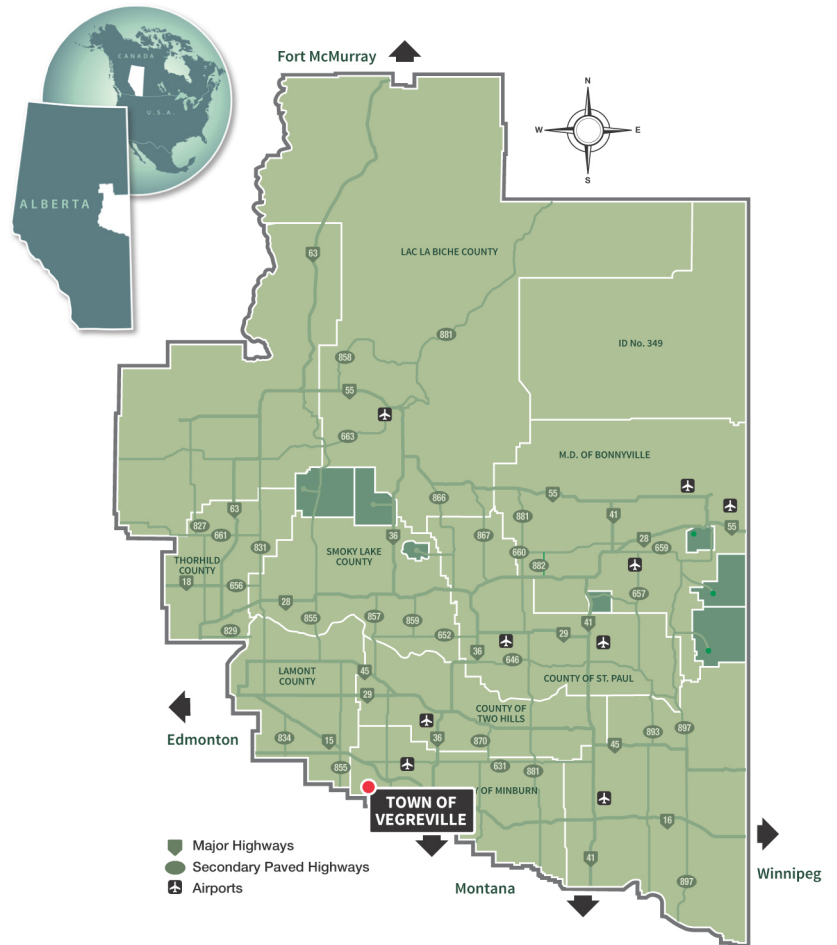 Fort McMurray
CANADA
U.S.A.
ALBERTA
N
W
E
S
LAC LA BICHE COUNTY
63
881
ID No. 349
858
55
663
M.D. OF BONNYVILLE
866
55
881
41
63
827
661
831
36
867
28
659
55
THORHILD
COUNTY
SMOKY LAKE
COUNTY
660
882
18
656
657
28
855
857
859
829
652
41
29
36
646
LAMONT
COUNTY
45
29
COUNTY OF ST. PAUL
COUNTY OF
TWO HILLS
Edmonton
834
15
36
870
45
893
897
855
631
881
Y OF MINBURN
TOWN OF
VEGREVILLE
16
Major Highways
Secondary Paved Highways
Airports
41
897
Montana
Winnipeg